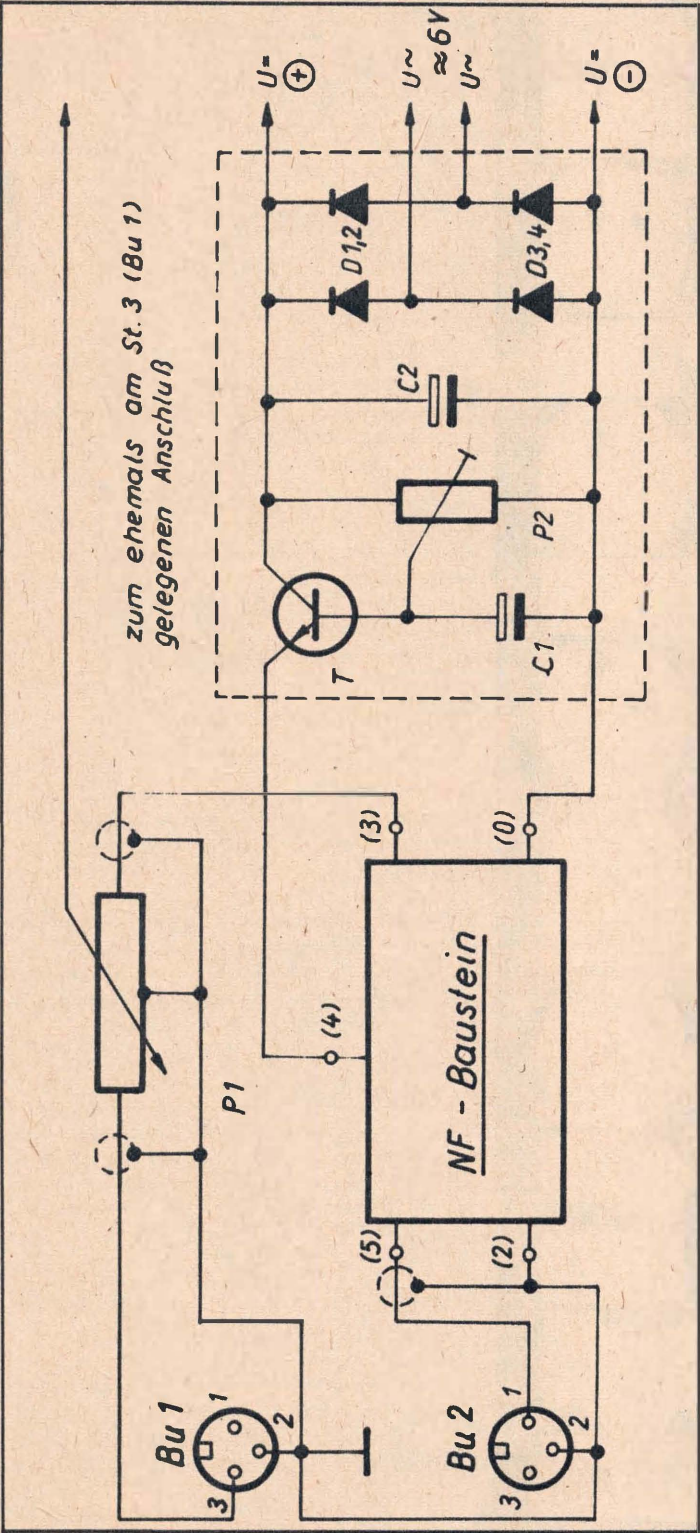 zum ehemals am St. 3 (Bu 1)
gelegenen Anschluß
U=
+
U~
≈ 6V
U~
U=
−
D1,2
D3,4
C2
P2
C1
T
P1
(3)
(0)
(4)
NF - Baustein
(5)
(2)
Bu 1
1
2
3
Bu 2
1
2
3